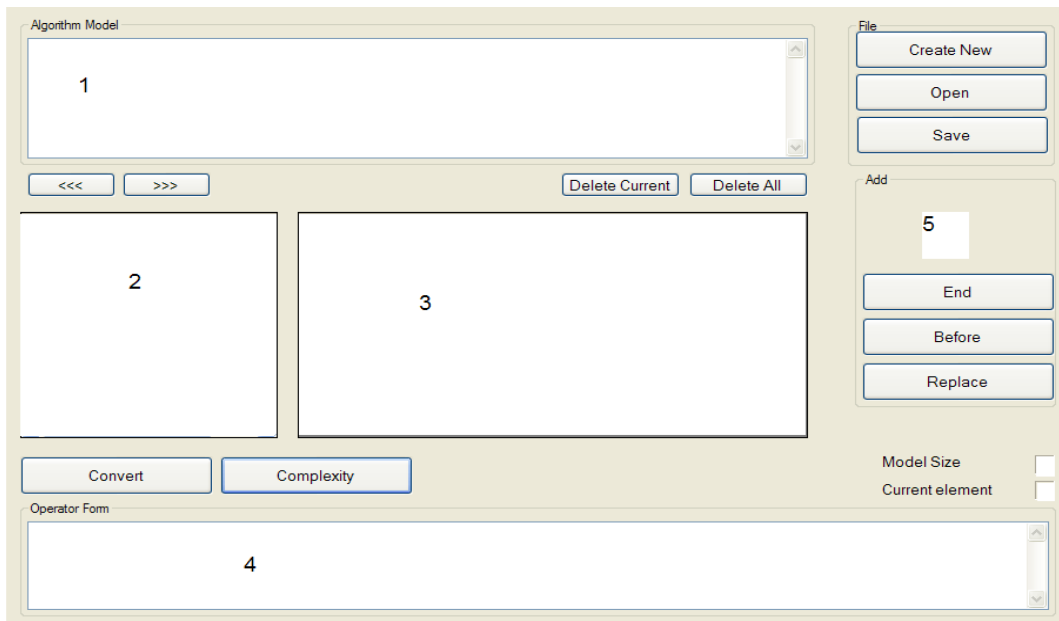 Algorithm Model
1
File
Create New
Open
Save
<<<
>>>
Delete Current
Delete All
Add
5
End
Before
Replace
2
3
Convert
Complexity
Model Size
Current element
Operator Form
4